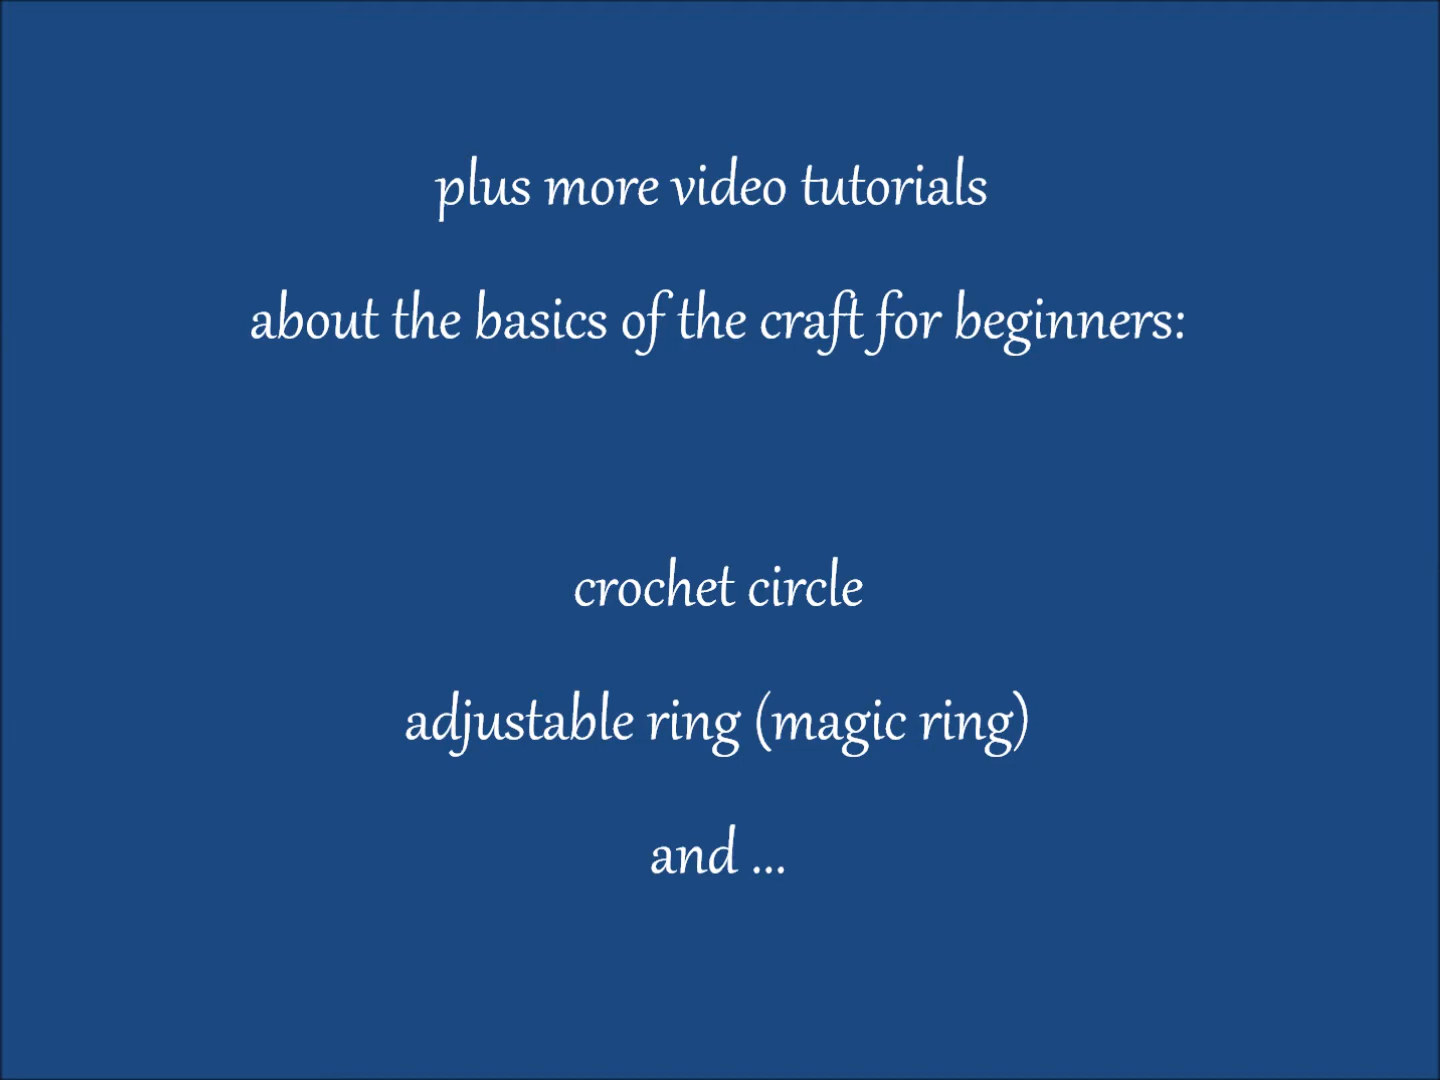 plus more video tutorials
about the basics of the craft for beginners:
crochet circle
adjustable ring (magic ring)
and ...